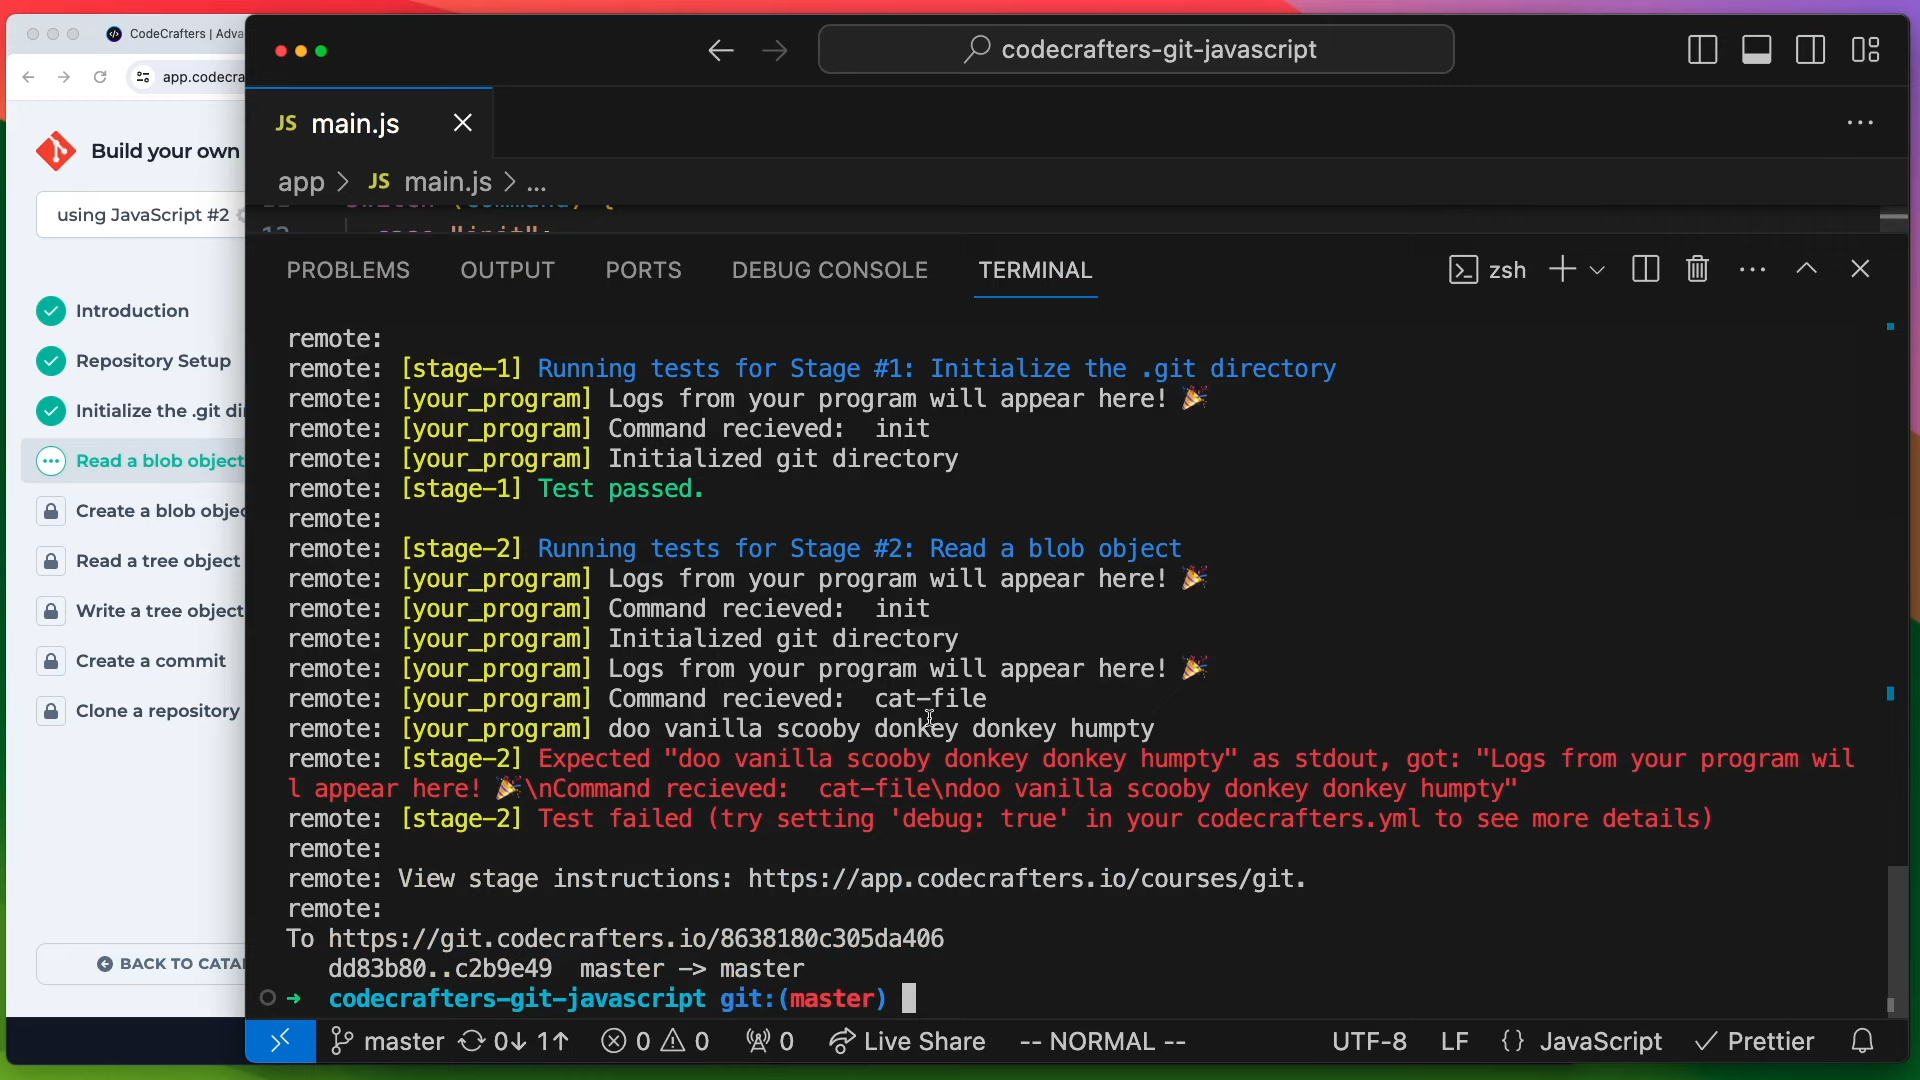 CodeCrafters | Adva
app.codecra
Build your own
using JavaScript #2
Introduction
Repository Setup
Initialize the .git di
Read a blob object
Create a blob objec
Read a tree object
Write a tree object
Create a commit
Clone a repository
BACK TO CATA
codecrafters-git-javascript
JS main.js
app > JS main.js > ...
PROBLEMS OUTPUT PORTS DEBUG CONSOLE TERMINAL zsh
remote:
remote: [stage-1] Running tests for Stage #1: Initialize the .git directory
remote: [your_program] Logs from your program will appear here! 🎉
remote: [your_program] Command recieved:  init
remote: [your_program] Initialized git directory
remote: [stage-1] Test passed.
remote:
remote: [stage-2] Running tests for Stage #2: Read a blob object
remote: [your_program] Logs from your program will appear here! 🎉
remote: [your_program] Command recieved:  init
remote: [your_program] Initialized git directory
remote: [your_program] Logs from your program will appear here! 🎉
remote: [your_program] Command recieved:  cat-file
remote: [your_program] doo vanilla scooby donkey donkey humpty
remote: [stage-2] Expected "doo vanilla scooby donkey donkey humpty" as stdout, got: "Logs from your program wil
l appear here! 🎉\nCommand recieved:  cat-file\ndoo vanilla scooby donkey donkey humpty"
remote: [stage-2] Test failed (try setting 'debug: true' in your codecrafters.yml to see more details)
remote:
remote: View stage instructions: https://app.codecrafters.io/courses/git.
remote:
To https://git.codecrafters.io/8638180c305da406
dd83b80..c2b9e49  master -> master
➜ codecrafters-git-javascript git:(master)
master 0↓ 1↑ 0 0 0 Live Share -- NORMAL -- UTF-8 LF {} JavaScript ✓ Prettier